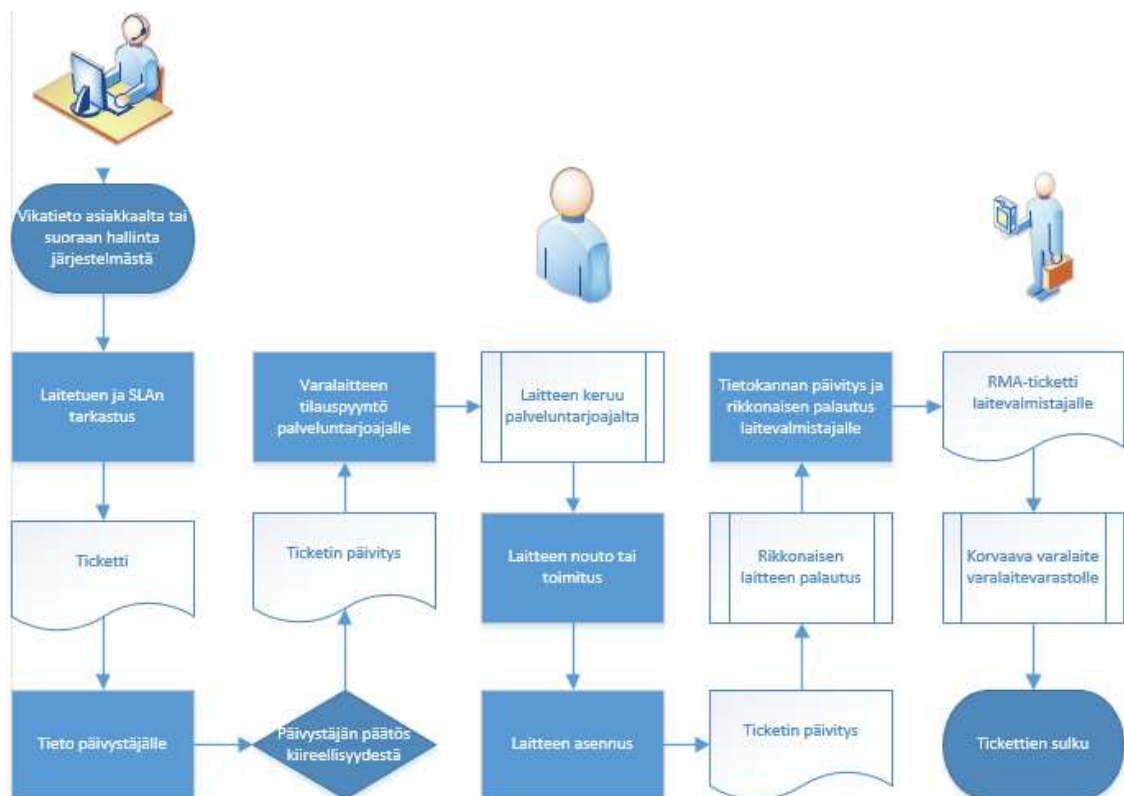 Vikatieto asiakkaalta tai
suoraan hallinta
järjestelmästä
Laitetuen ja SLAn
tarkastus
Ticketti
Tieto päivystäjälle
Päivystäjän päätös
kiireellisyydestä
Ticketin päivitys
Varalaitteen
tilauspyyntö
palveluntarjoajalle
Laitteen keruu
palveluntarjoajalta
Laitteen nouto tai
toimitus
Laitteen asennus
Ticketin päivitys
Rikkonaisen
laitteen palautus
Tietokannan päivitys ja
rikkonaisen palautus
laitevalmistajalle
RMA-ticketti
laitevalmistajalle
Korvaava varalaite
varalaitevarastolle
Tickettien sulku